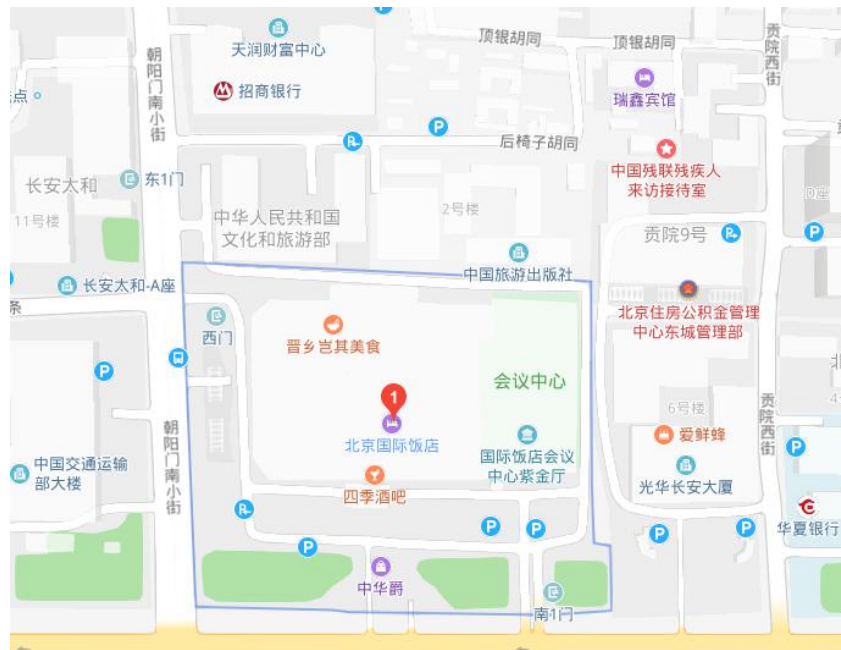 天润财富中心
招商银行
朝阳门南小街
顶银胡同
顶银胡同
贡院西街
瑞鑫宾馆
P
P
后椅子胡同
点
长安太和
东1门
11号楼
中华人民共和国
文化和旅游部
2号楼
中国残联残疾人
来访接待室
D座
贡院9号
P
中国旅游出版社
长安太和-A座
条
西门
晋乡岂其美食
北京住房公积金管理
中心东城管理部
P
会议中心
1
北京国际饭店
6号楼
爱鲜蜂
贡院西街
P
朝阳门南小街
中国交通运输
部大楼
国际饭店会议
中心紫金厅
四季酒吧
光华长安大厦
华夏银行
P
P
P
P
P
P
中华爵
南1门